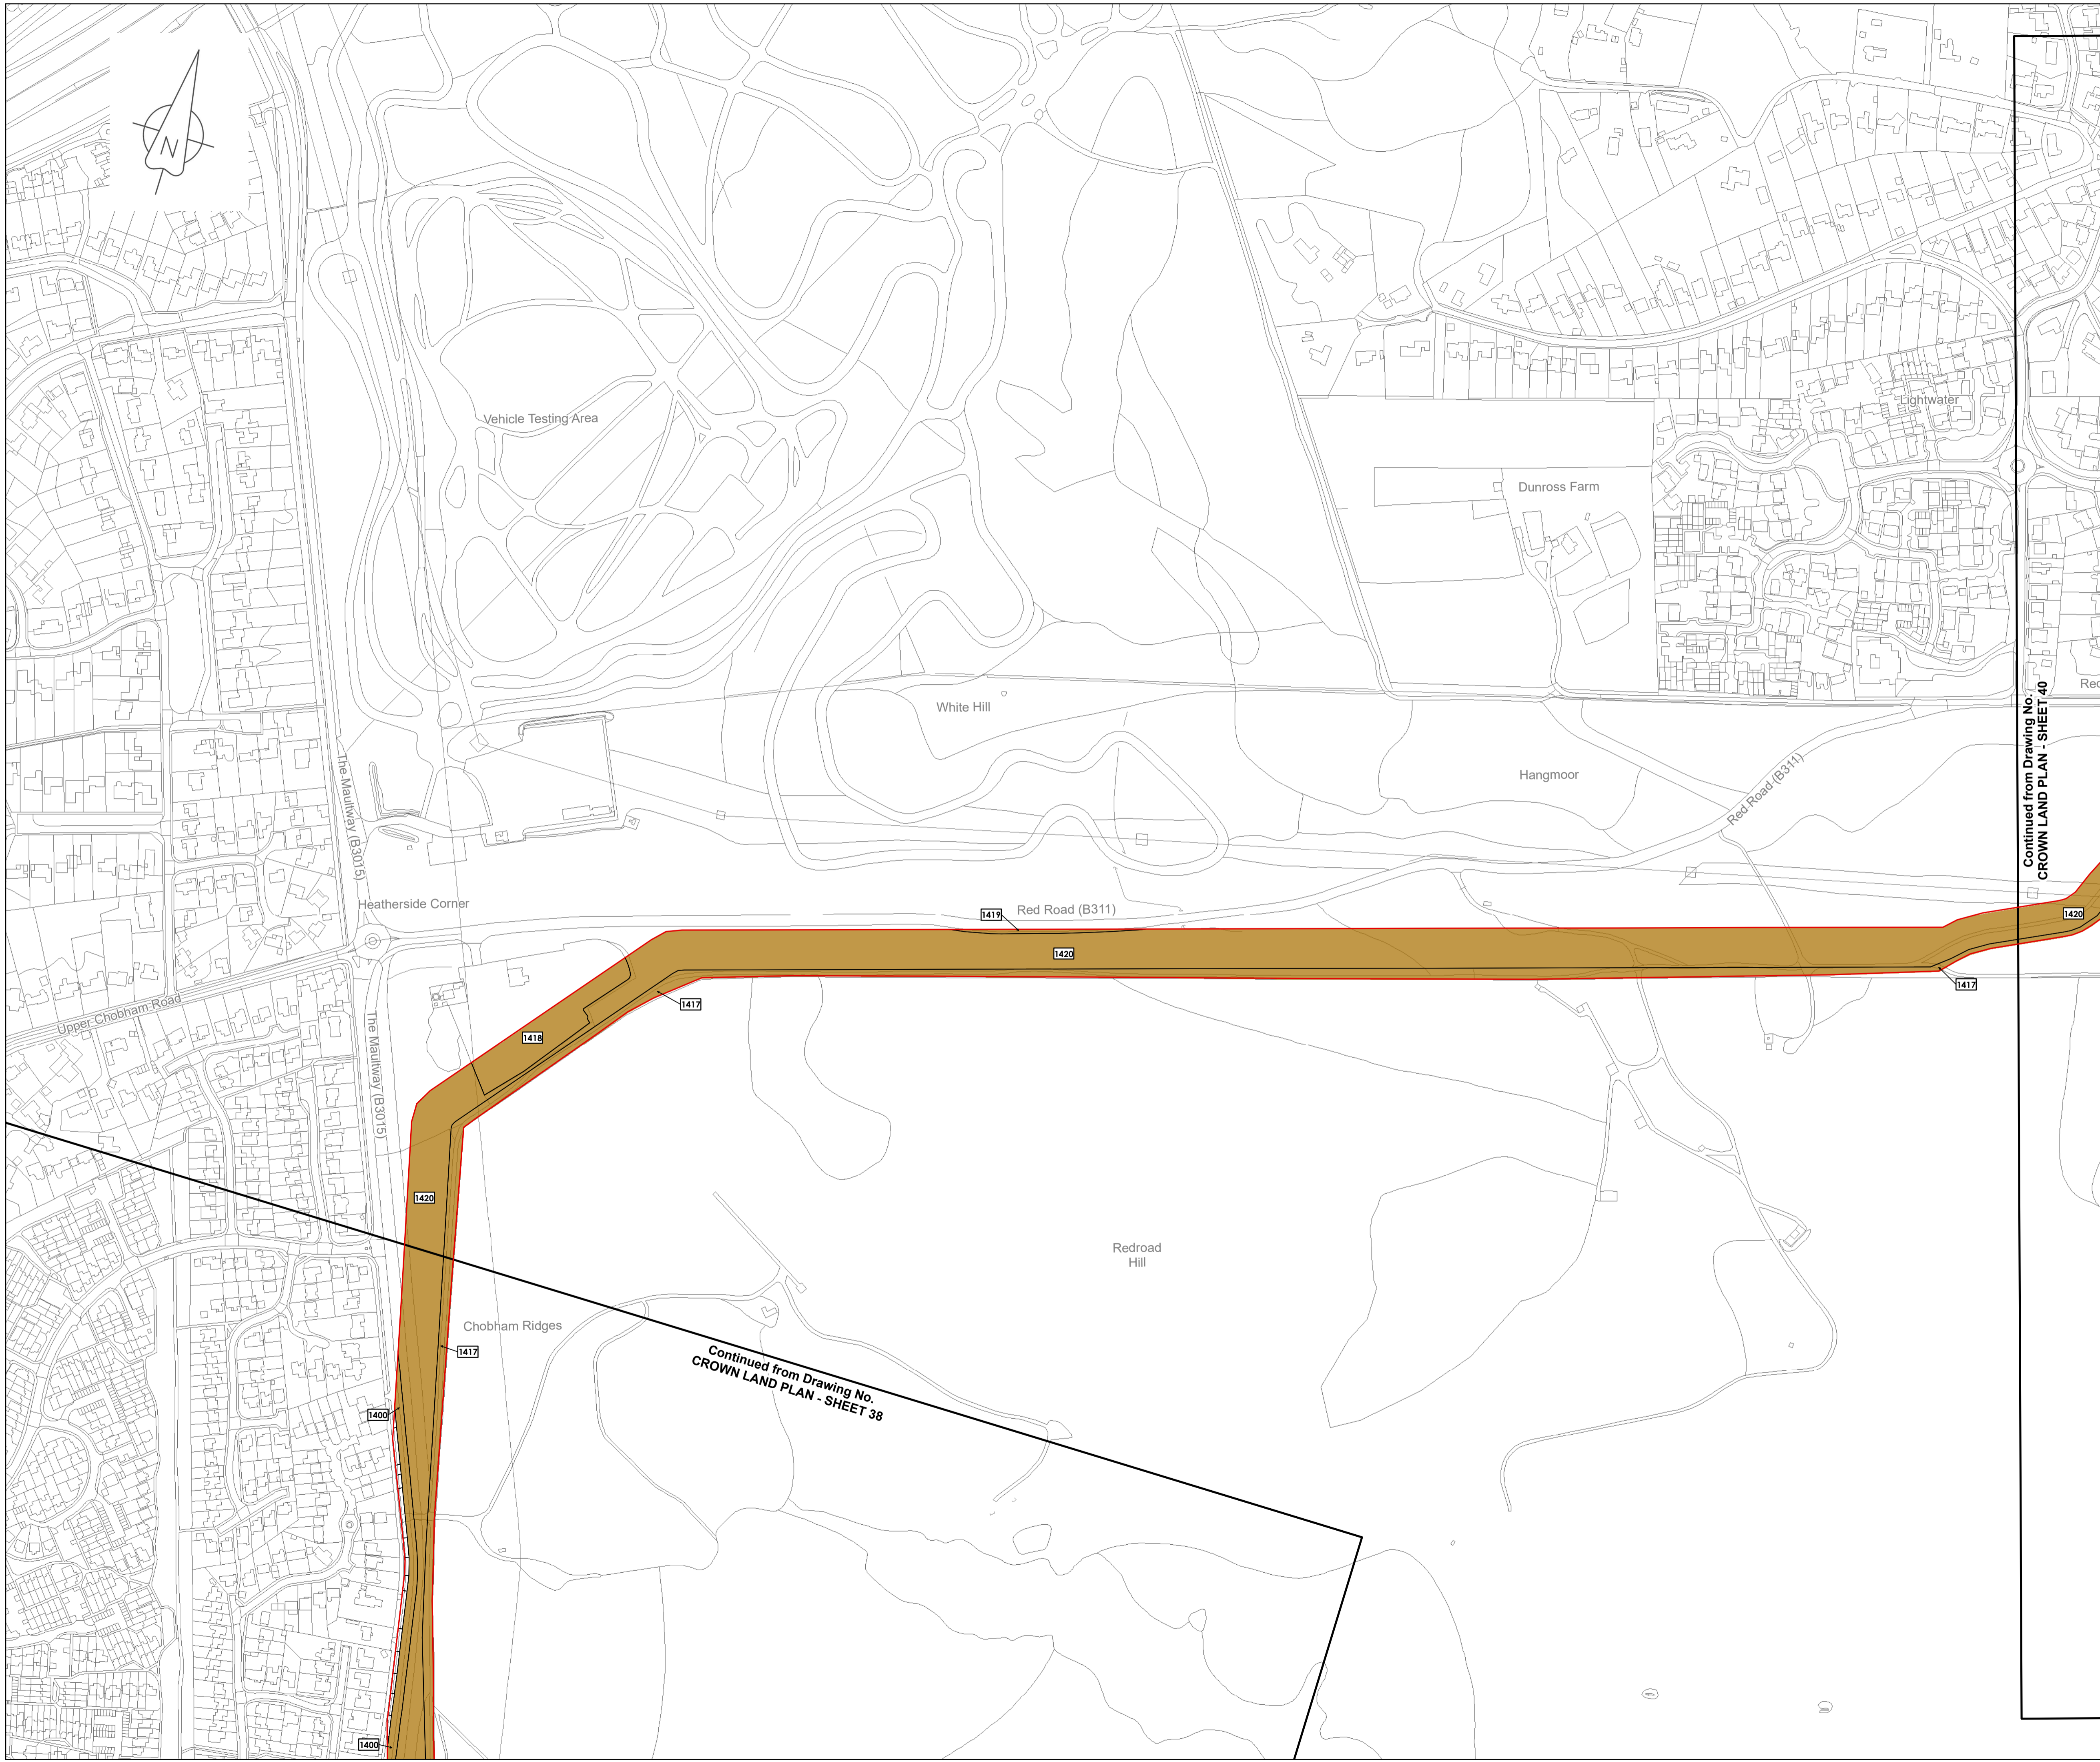 N
Vehicle Testing Area
Lightwater
Dunross Farm
White Hill
Hangmoor
Red Road (B311)
Continued from Drawing No.
CROWN LAND PLAN - SHEET 40
The Maultway (B3015)
Heatherside Corner
Red Road (B311)
1419
1420
1420
1417
1417
1418
Upper Chobham Road
The Maultway (B3015)
1420
Redroad
Hill
Chobham Ridges
1417
Continued from Drawing No.
CROWN LAND PLAN - SHEET 38
1400
1400